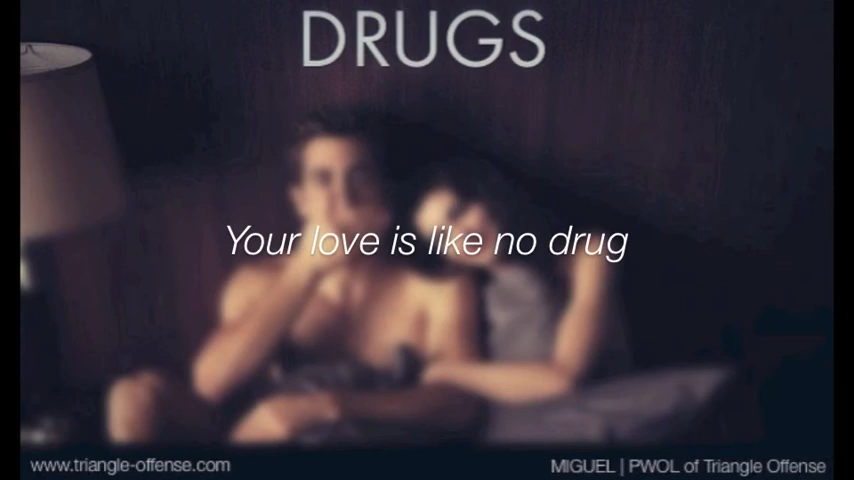 DRUGS
Your love is like no drug
www.triangle-offense.com
MIGUEL | PWOL of Triangle Offense